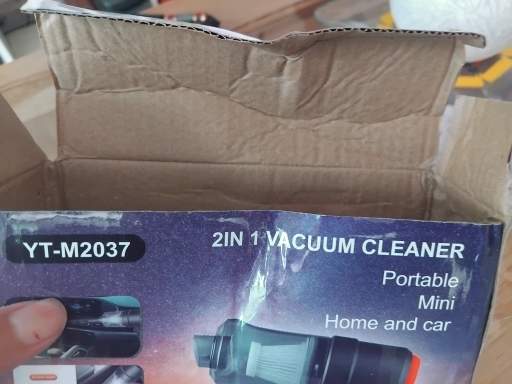 YT-M2037
2IN 1 VACUUM CLEANER
Portable
Mini
Home and car